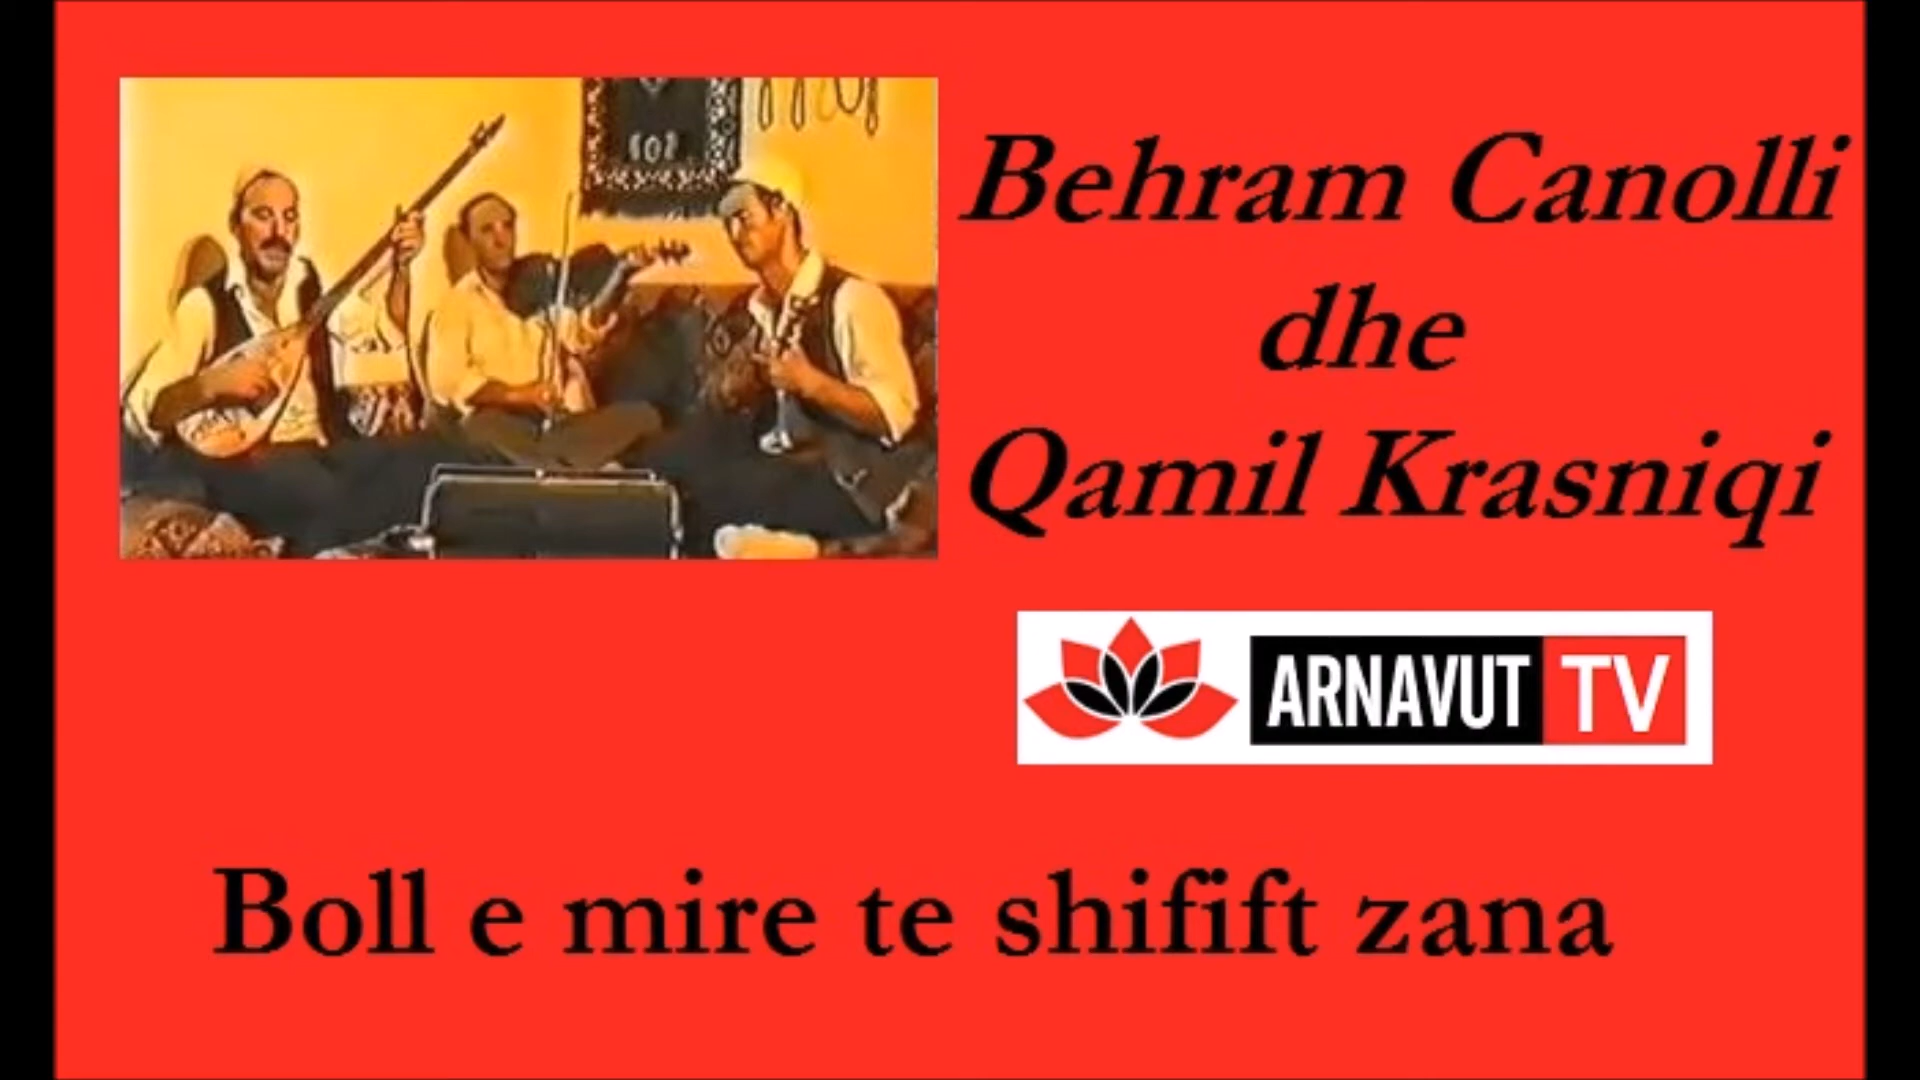 Behram Canolli
dhe
Qamil Krasniqi
ARNAVUT TV
Boll e mire te shifift zana